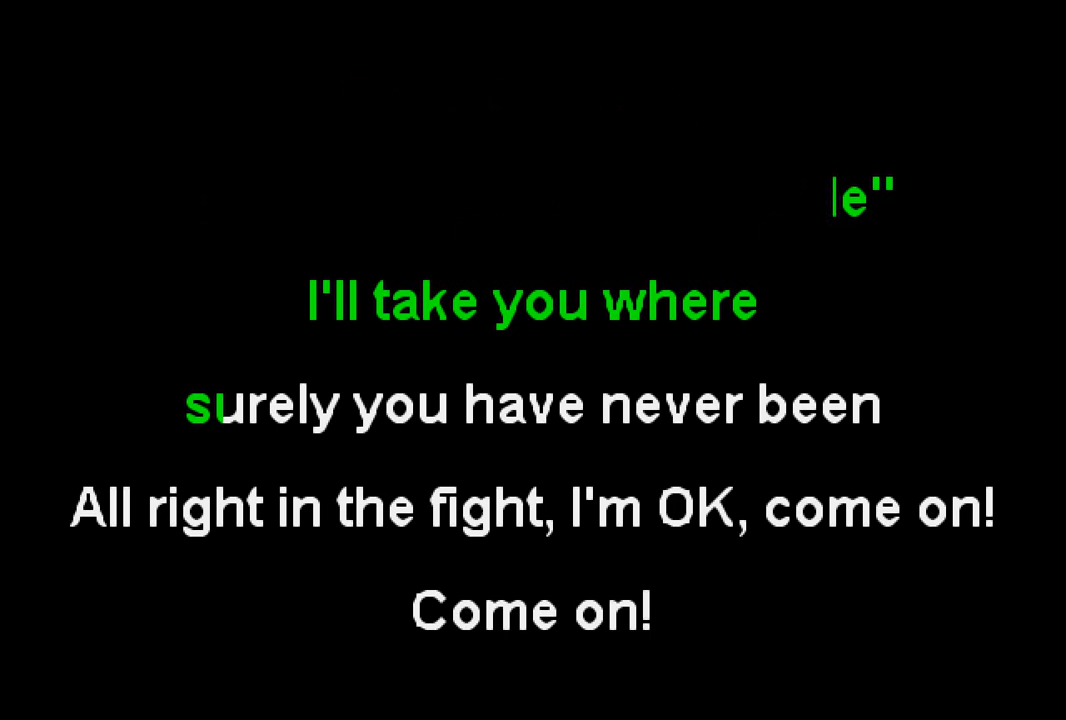 le"
I'll take you where
surely you have never been
All right in the fight, I'm OK, come on!
Come on!